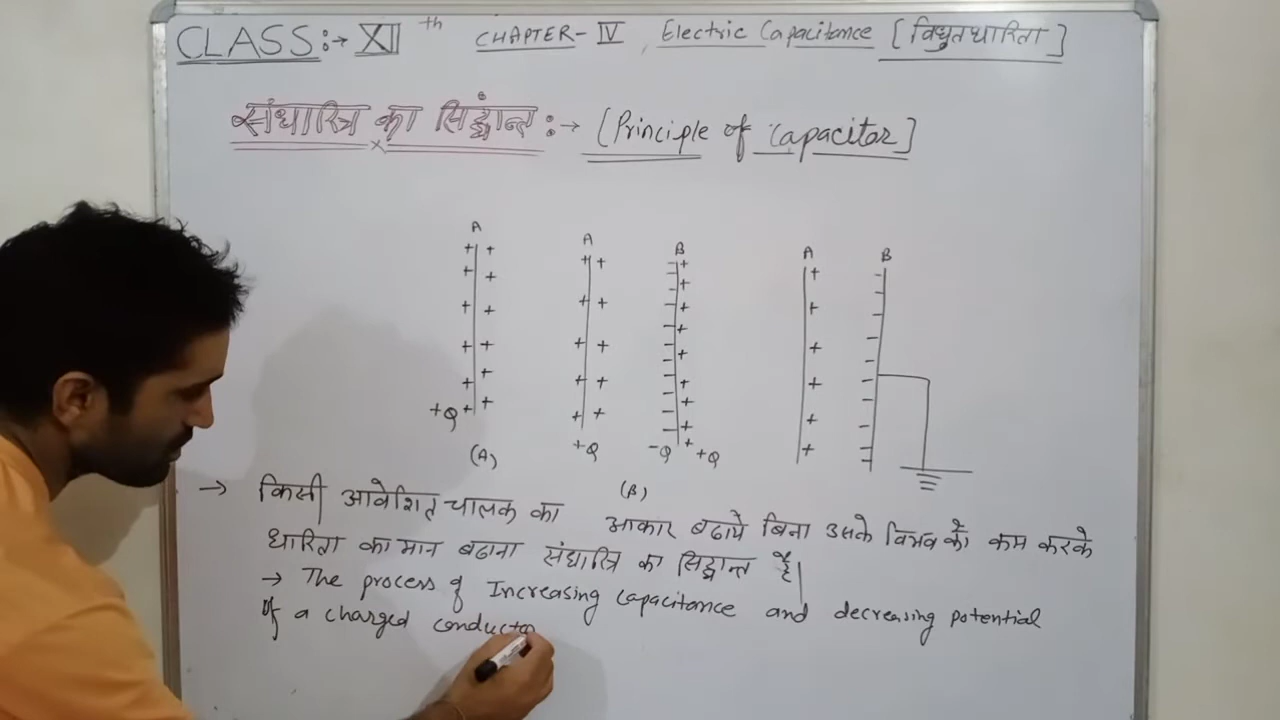 CLASS:→ XII th CHAPTER- IV, Electric Capacitance [विधुतधारिता]
संधारित्र का सिद्धांन्त:→ [Principle of Capacitor]
A A B A B
+Q +Q -Q +Q
(A) (B)
→ किसी आवेशित चालक का आकार बढाये बिना उसके विभव को कम करके
धारिता का मान बढाना संधारित्र का सिद्धान्त है।
→ The process of Increasing Capacitance and decreasing potential
of a charged conducto